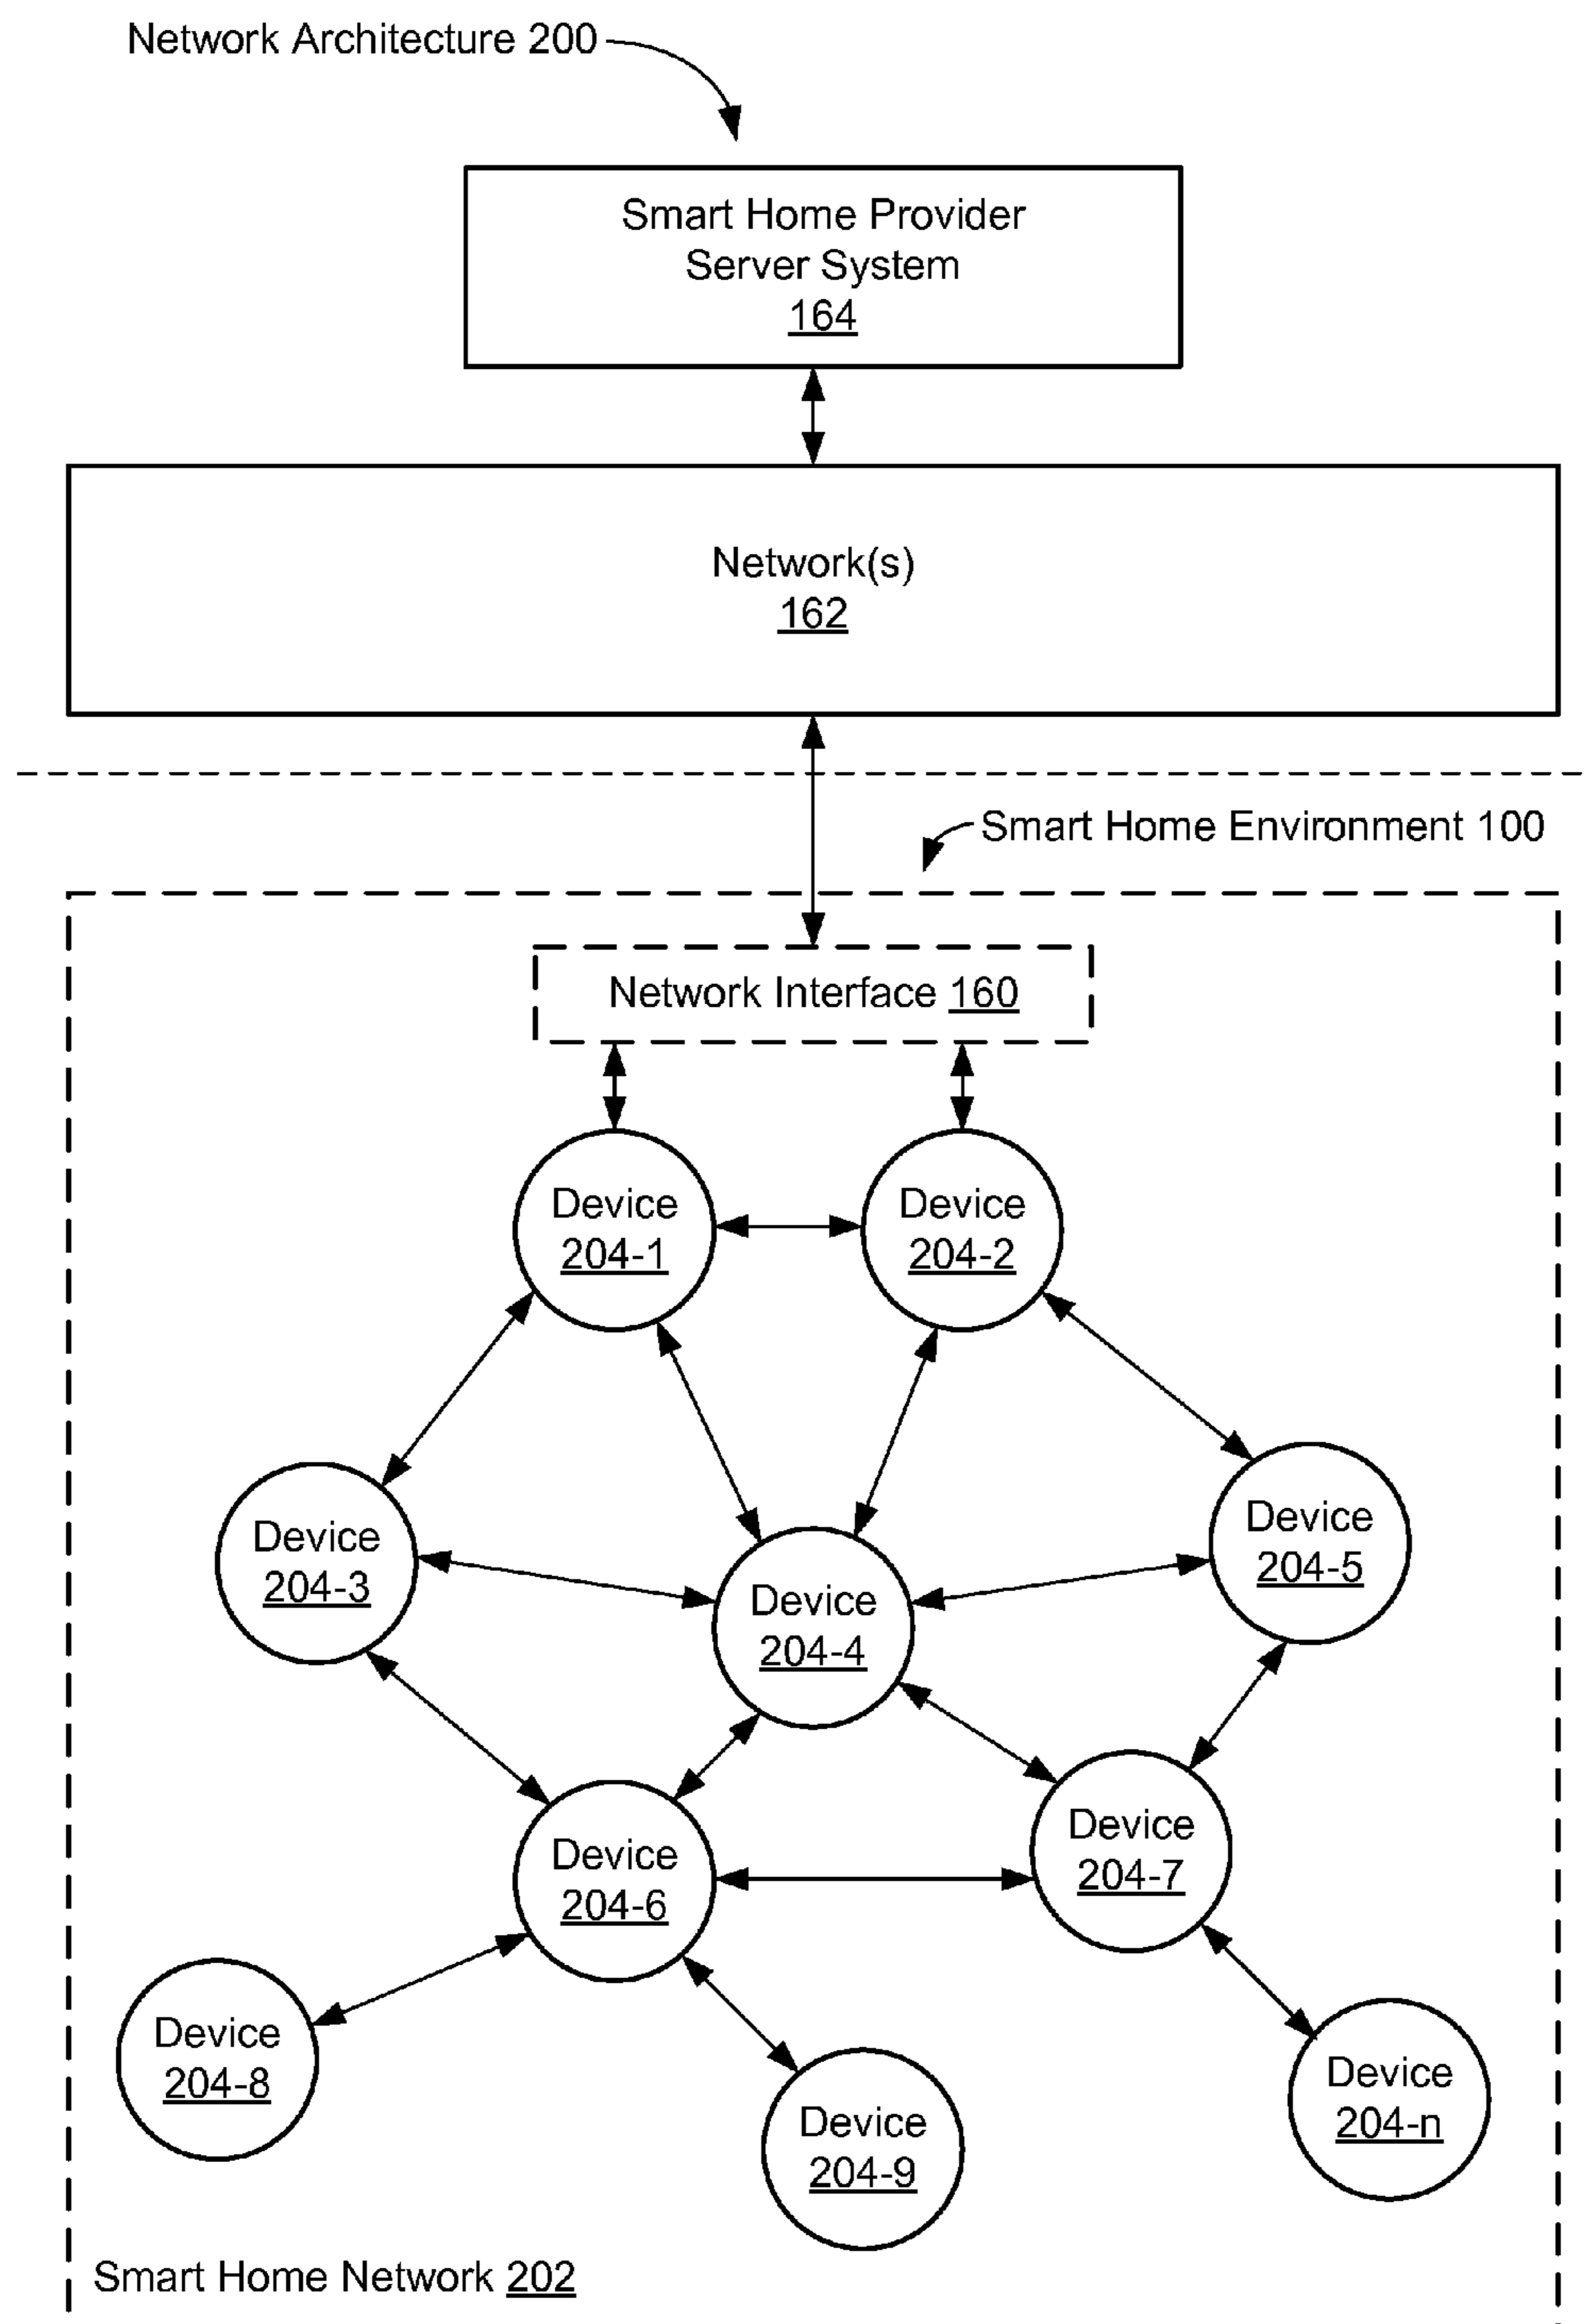 Network Architecture 200
Smart Home Provider
Server System
164
Network(s)
162
Smart Home Environment 100
Network Interface 160
Device
204-1
Device
204-2
Device
204-3
Device
204-4
Device
204-5
Device
204-6
Device
204-7
Device
204-8
Device
204-9
Device
204-n
Smart Home Network 202